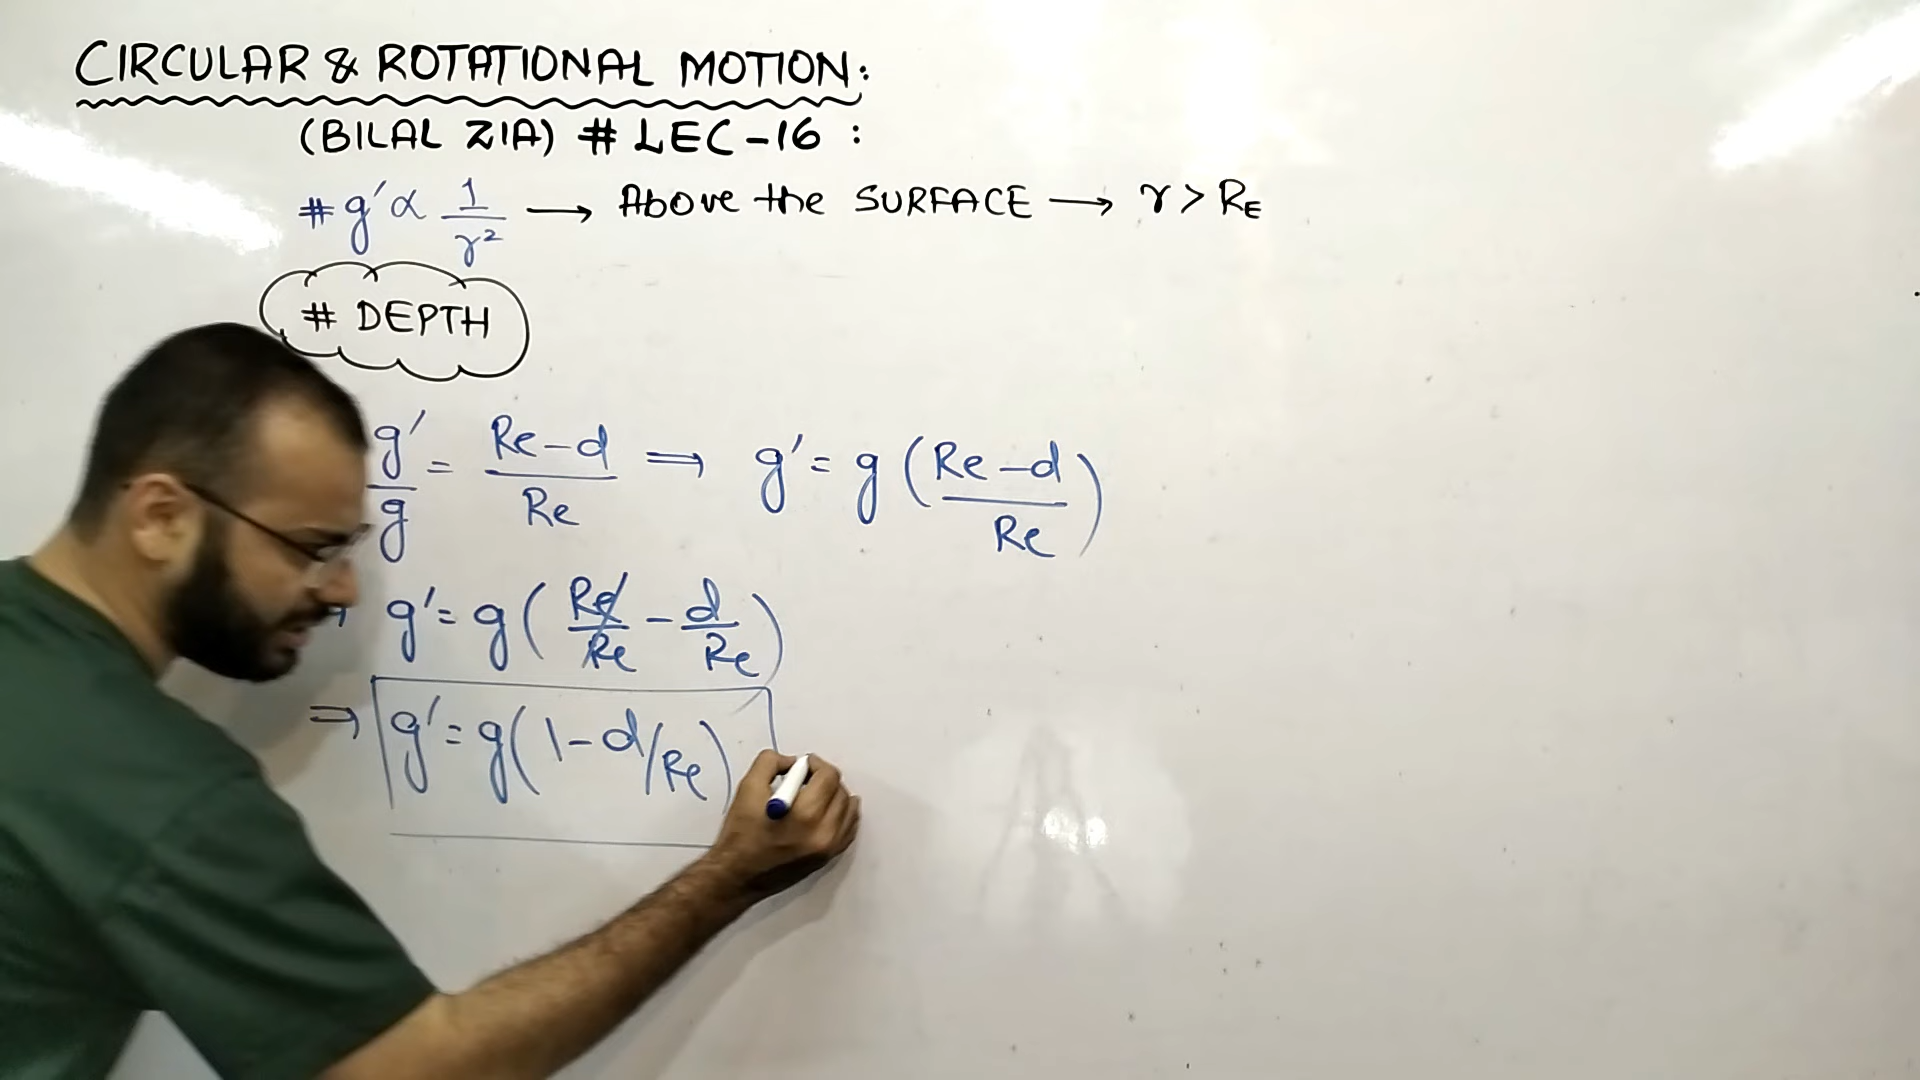 CIRCULAR & ROTATIONAL MOTION:
(BILAL ZIA) # LEC-16 :
# g′ ∝ 1/r² → Above the SURFACE → r > RE
# DEPTH
g′/g = Re-d/Re ⇒ g′ = g (Re-d/Re)
⇒ g′ = g (Re/Re - d/Re)
⇒ g′ = g (1 - d/Re)